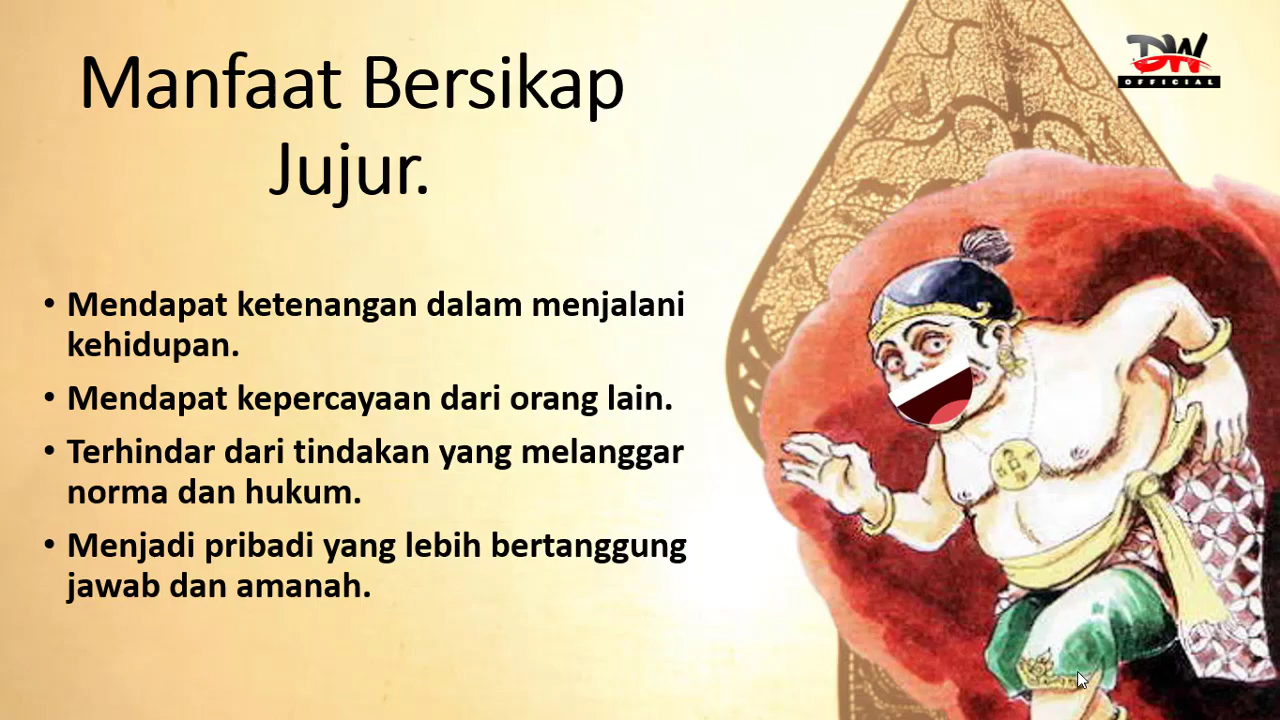 Manfaat Bersikap
Jujur.
DW
OFFICIAL
• Mendapat ketenangan dalam menjalani
kehidupan.
• Mendapat kepercayaan dari orang lain.
• Terhindar dari tindakan yang melanggar
norma dan hukum.
• Menjadi pribadi yang lebih bertanggung
jawab dan amanah.